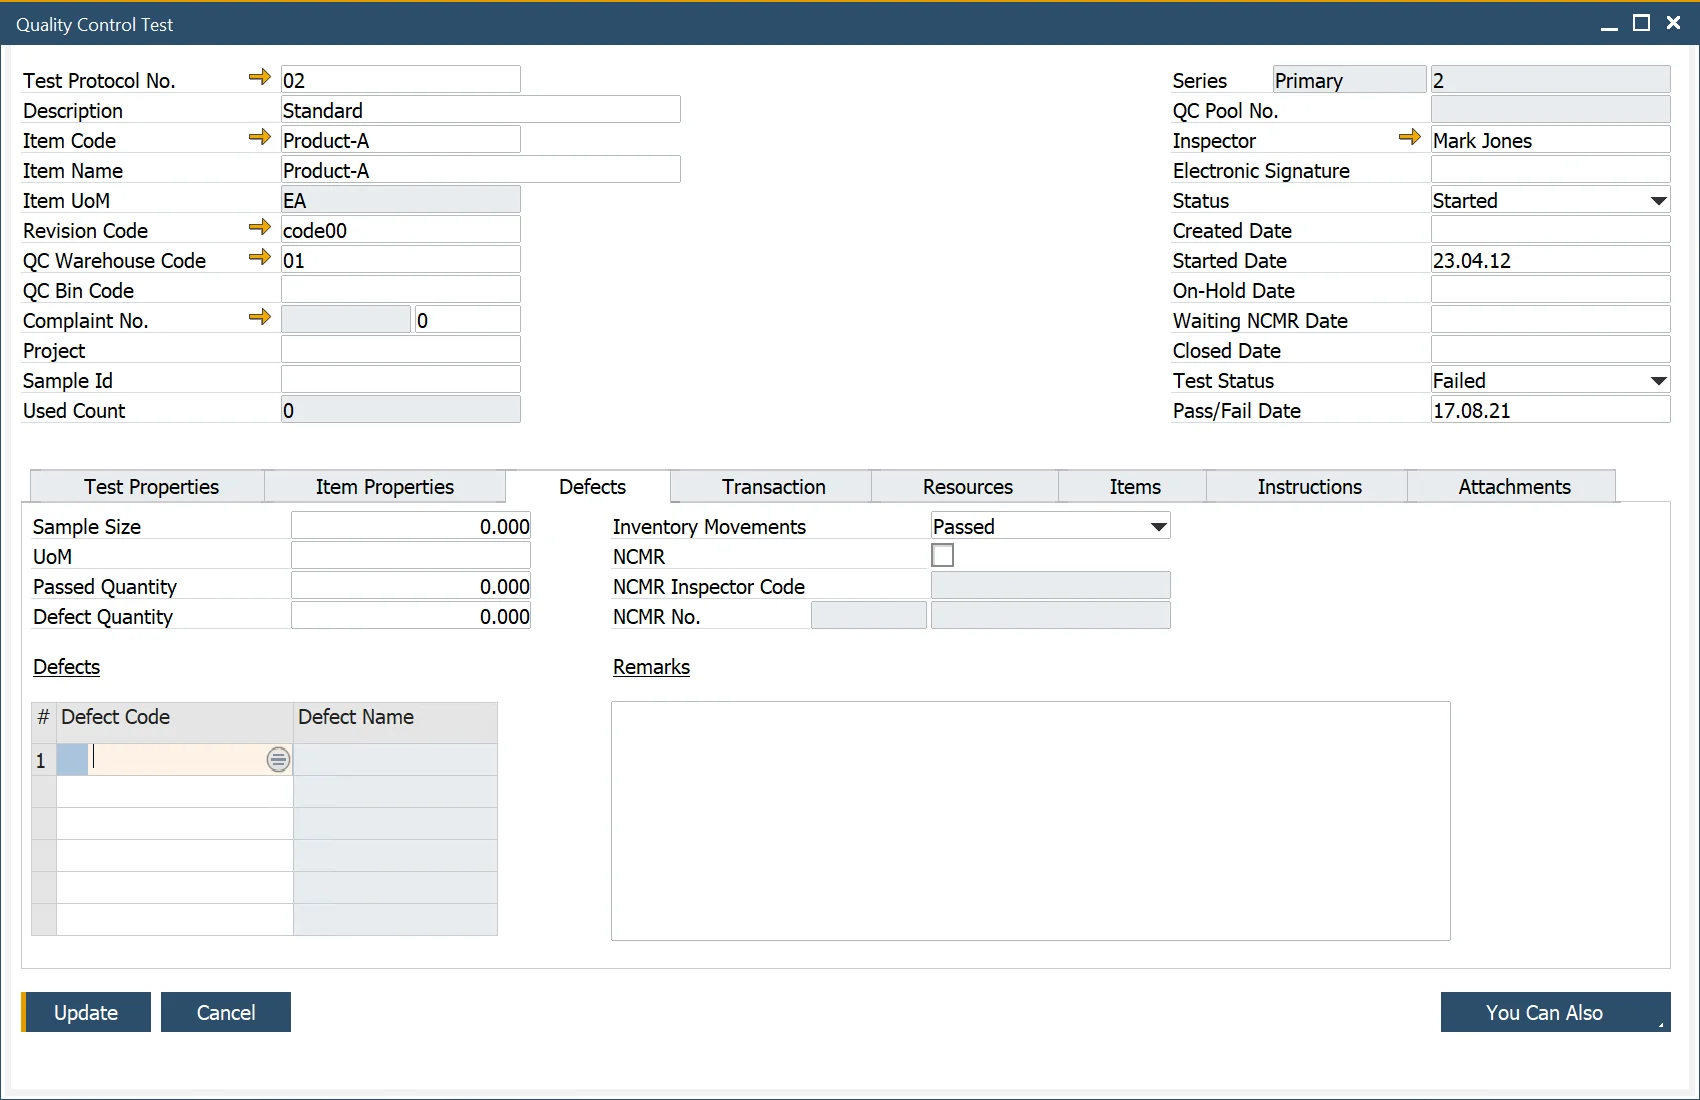 Quality Control Test
Test Protocol No. 02
Description Standard
Item Code Product-A
Item Name Product-A
Item UoM EA
Revision Code code00
QC Warehouse Code 01
QC Bin Code
Complaint No. 0
Project
Sample Id
Used Count 0
Series Primary 2
QC Pool No.
Inspector Mark Jones
Electronic Signature
Status Started
Created Date
Started Date 23.04.12
On-Hold Date
Waiting NCMR Date
Closed Date
Test Status Failed
Pass/Fail Date 17.08.21
Test Properties Item Properties Defects Transaction Resources Items Instructions Attachments
Sample Size 0.000
UoM
Passed Quantity 0.000
Defect Quantity 0.000
Inventory Movements Passed
NCMR
NCMR Inspector Code
NCMR No.
Defects
# Defect Code Defect Name
1
Remarks
Update Cancel You Can Also